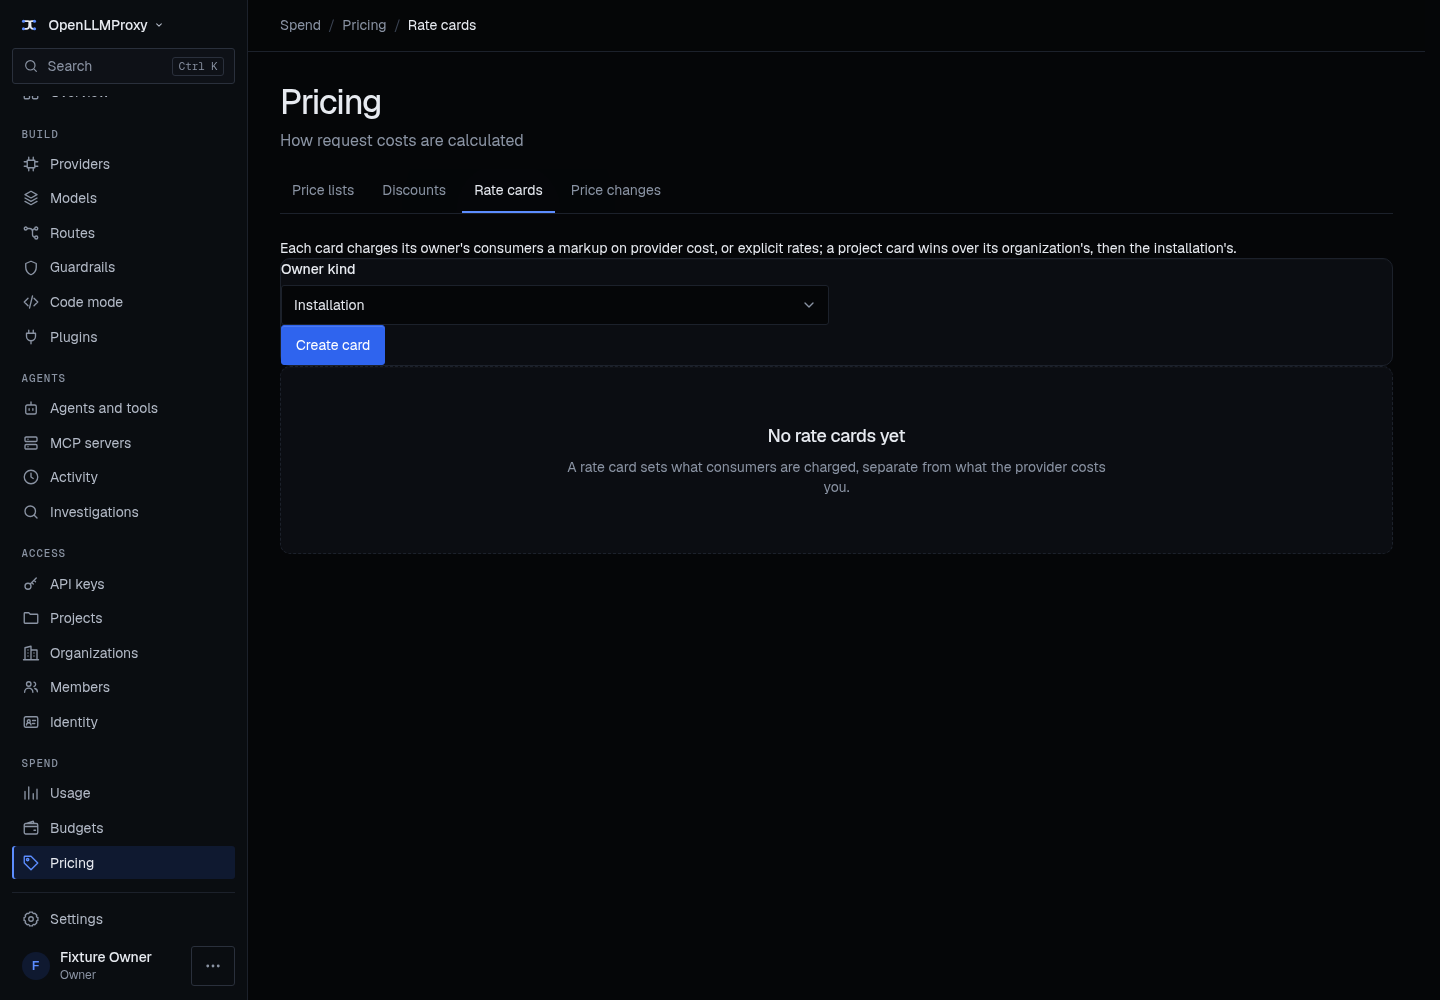 OpenLLMProxy
Search
Ctrl K
Overview
BUILD
Providers
Models
Routes
Guardrails
Code mode
Plugins
AGENTS
Agents and tools
MCP servers
Activity
Investigations
ACCESS
API keys
Projects
Organizations
Members
Identity
SPEND
Usage
Budgets
Pricing
Settings
F
Fixture Owner
Owner
Spend / Pricing / Rate cards
Pricing
How request costs are calculated
Price lists Discounts Rate cards Price changes
Each card charges its owner's consumers a markup on provider cost, or explicit rates; a project card wins over its organization's, then the installation's.
Owner kind
Installation
Create card
No rate cards yet
A rate card sets what consumers are charged, separate from what the provider costs
you.